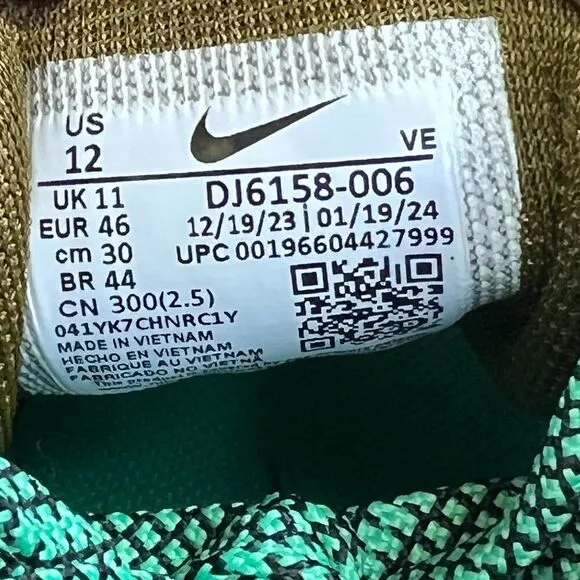 US
12
VE
UK 11
EUR 46
cm 30
BR 44
CN 300(2.5)
DJ6158-006
12/19/23 | 01/19/24
UPC 00196604427999
041YK7CHNRC1Y
MADE IN VIETNAM
HECHO EN VIETNAM
FABRIQUE AU VIETNAM
FABRICADO NO VIETNAM